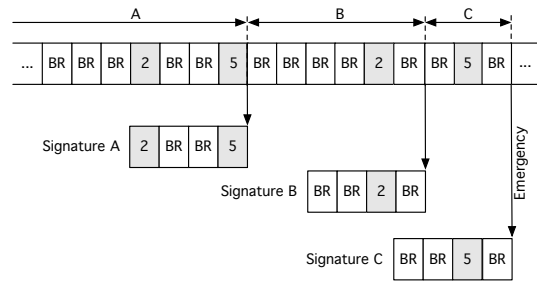 A B C
... BR BR BR 2 BR BR 5 BR BR BR BR 2 BR BR 5 BR ...
Signature A 2 BR BR 5
Emergency
Signature B BR BR 2 BR
Signature C BR BR 5 BR